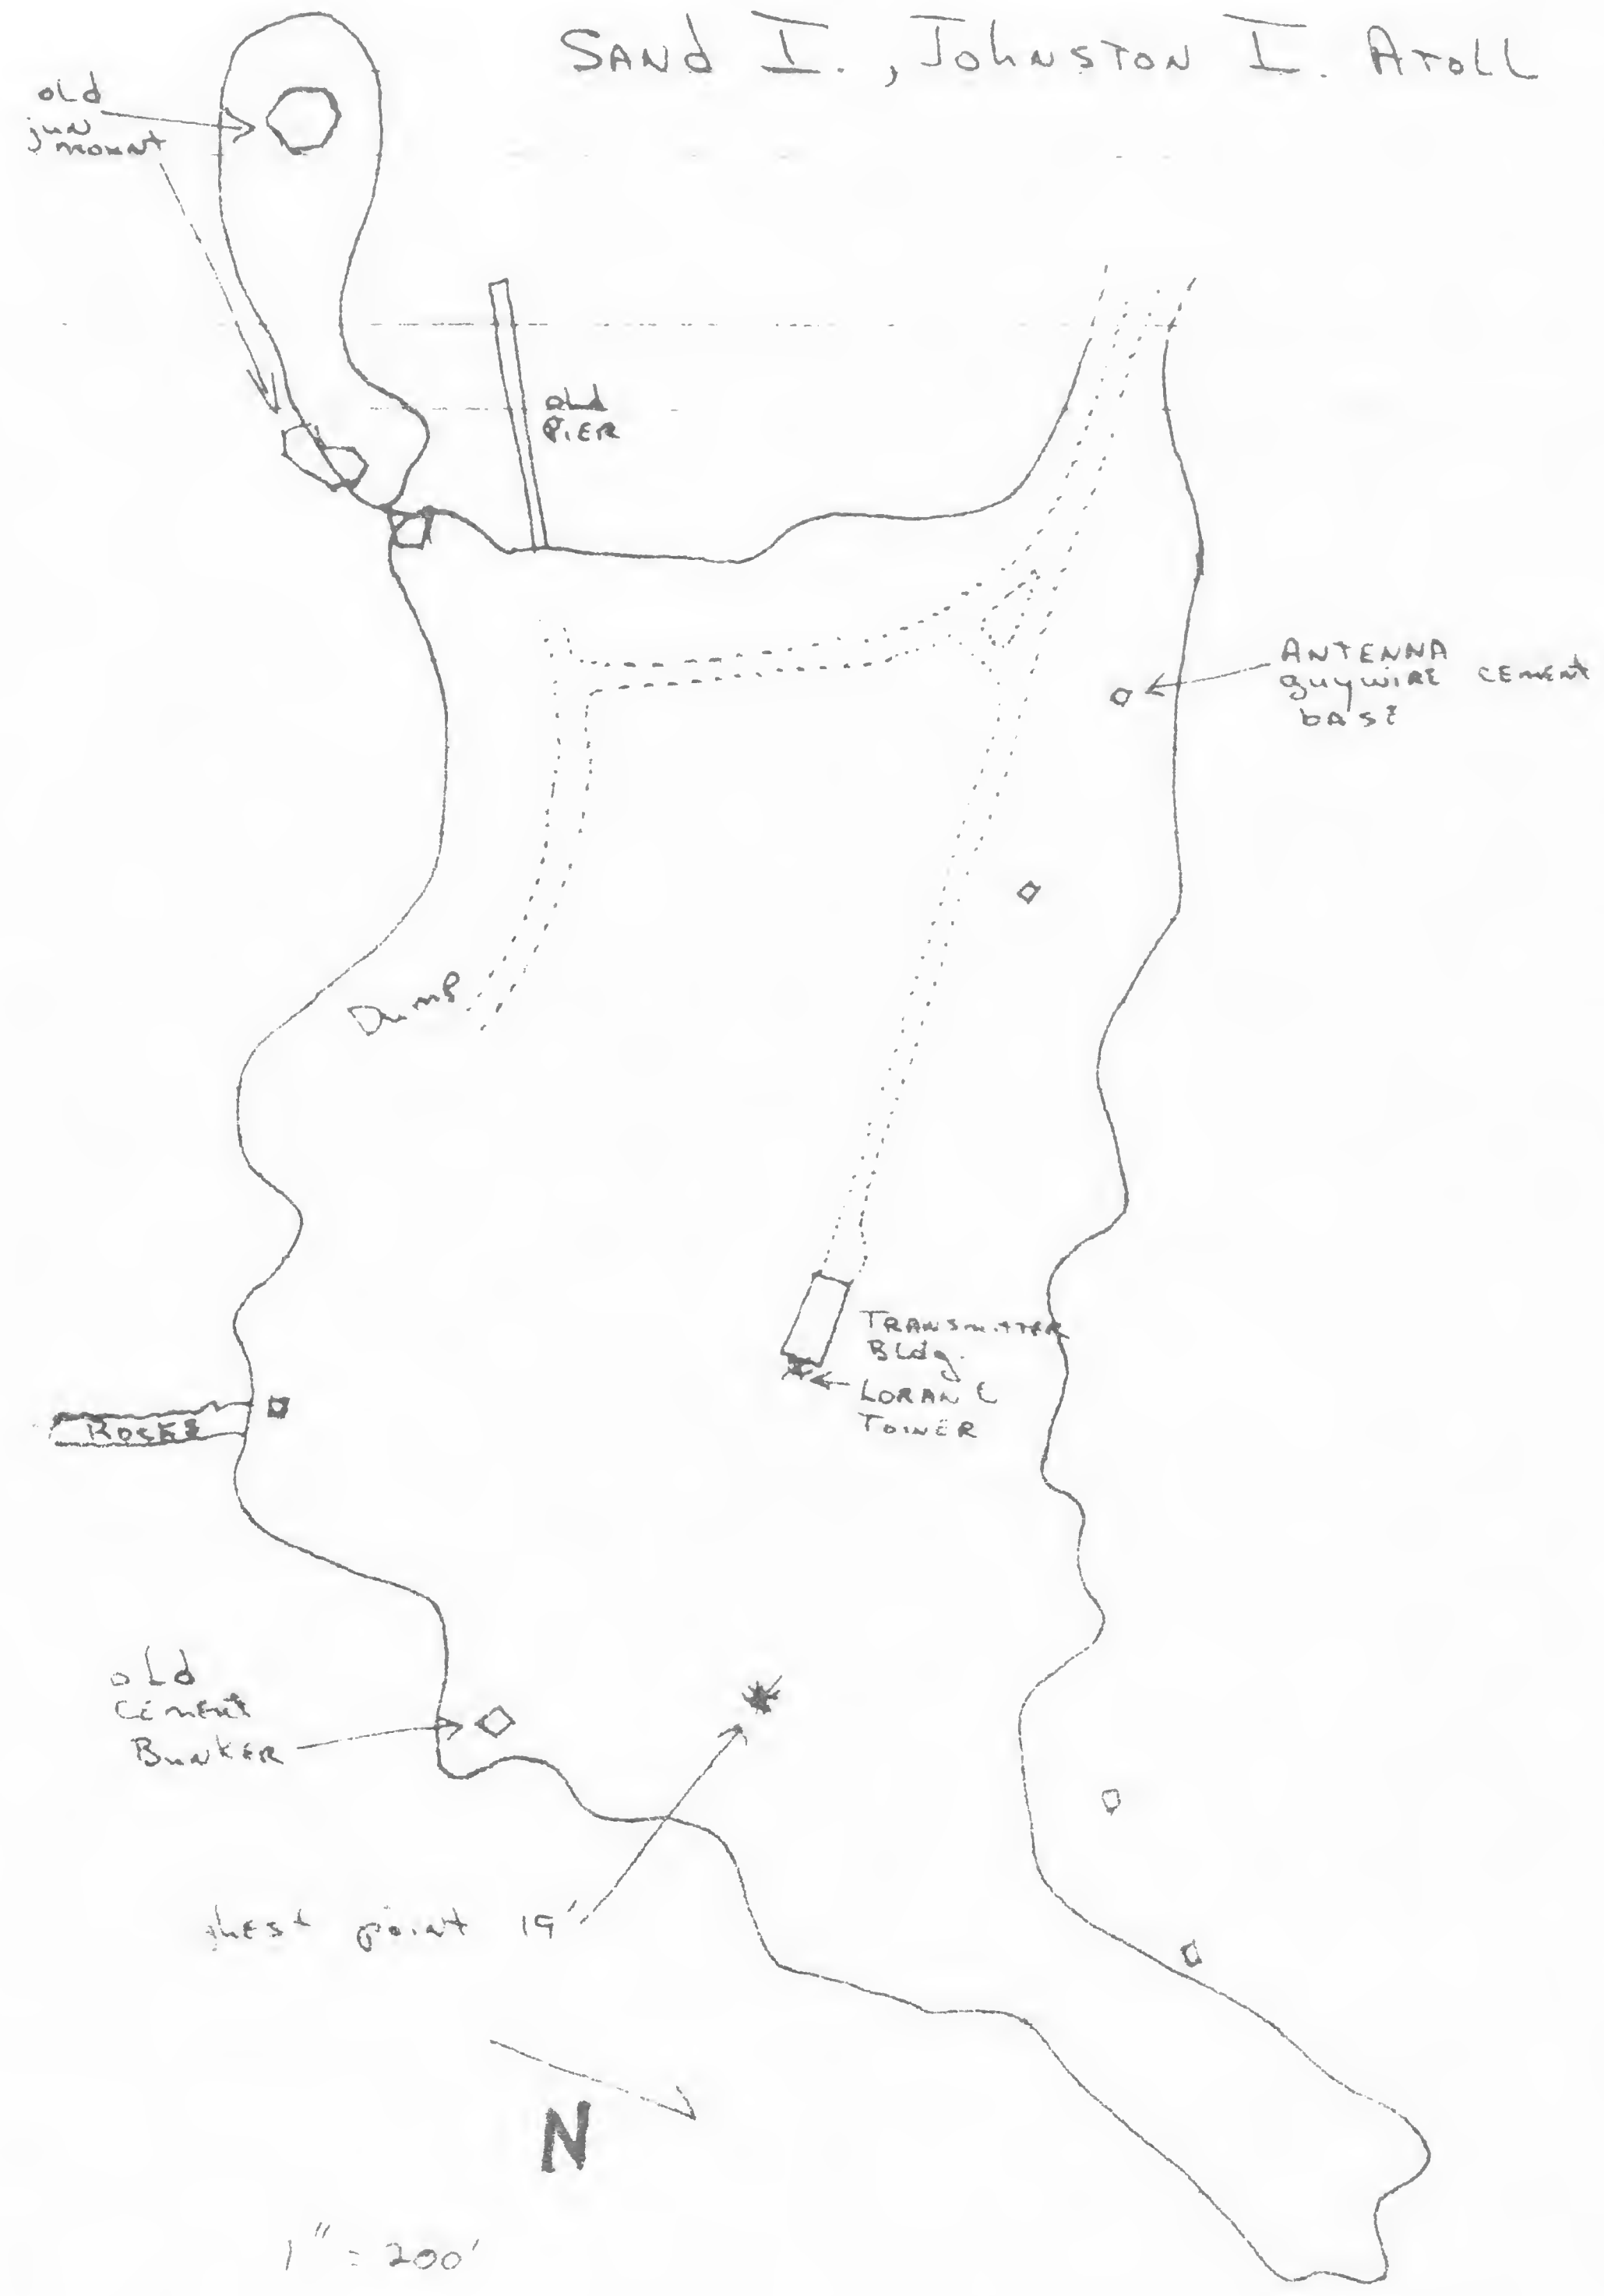 SAND I., JOHNSTON I. ATOLL
OLD
gun
mount
OLD
PIER
ANTENNA
guywire CEMENT
base
Dump
TRANSMITTER
Bldg.
LORAN C
TOWER
ROCKS
OLD
Cement
BUNKER
point 19'
N
1" = 200'